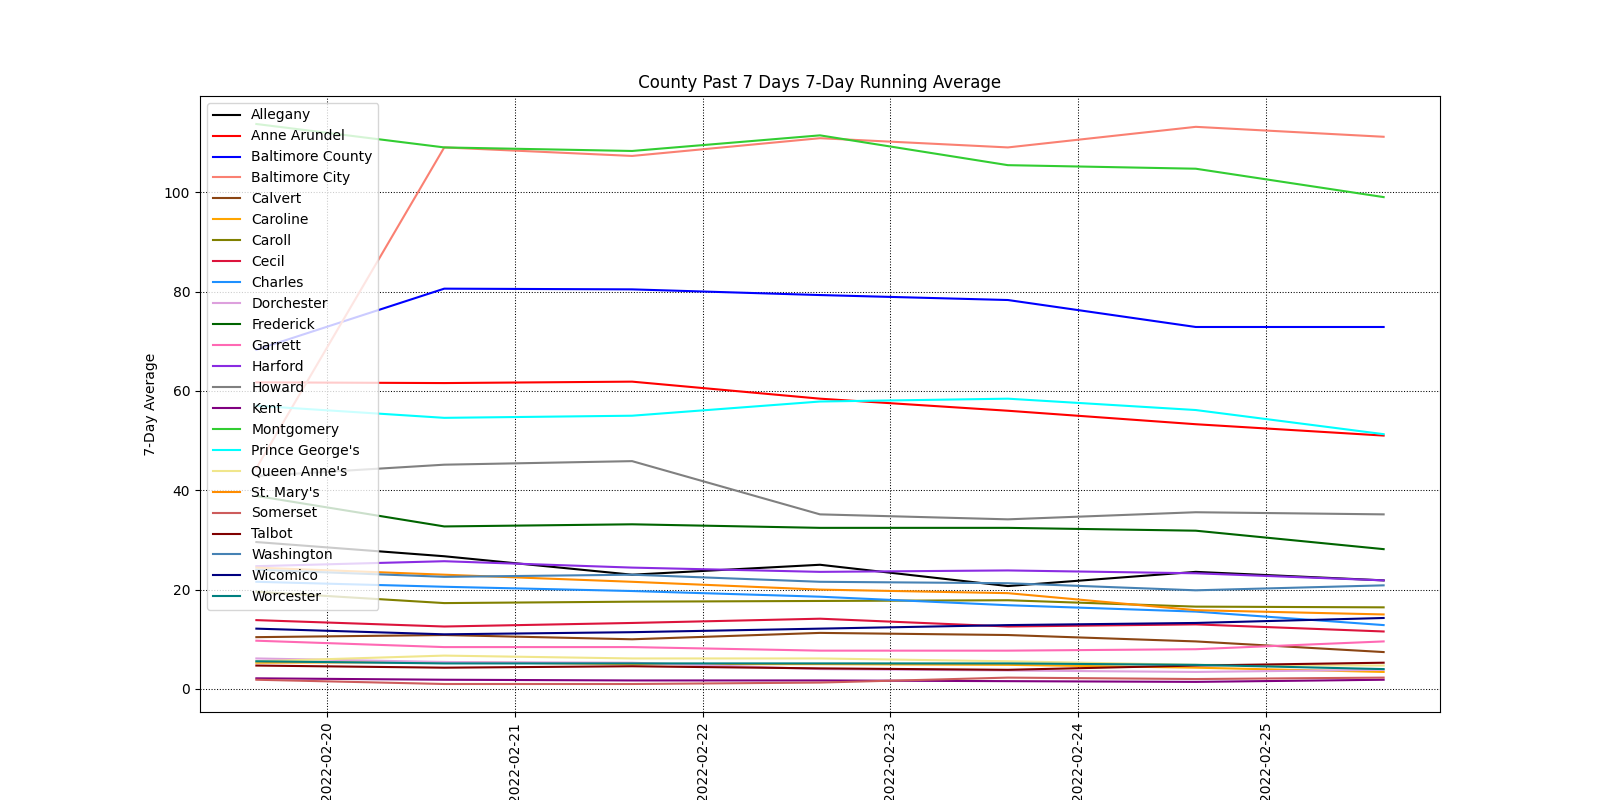 County Past 7 Days 7-Day Running Average
Allegany
Anne Arundel
Baltimore County
Baltimore City
Calvert
Caroline
Caroll
Cecil
Charles
Dorchester
Frederick
Garrett
Harford
Howard
Kent
Montgomery
Prince George's
Queen Anne's
St. Mary's
Somerset
Talbot
Washington
Wicomico
Worcester
7-Day Average
100
80
60
40
20
0
2022-02-20
2022-02-21
2022-02-22
2022-02-23
2022-02-24
2022-02-25